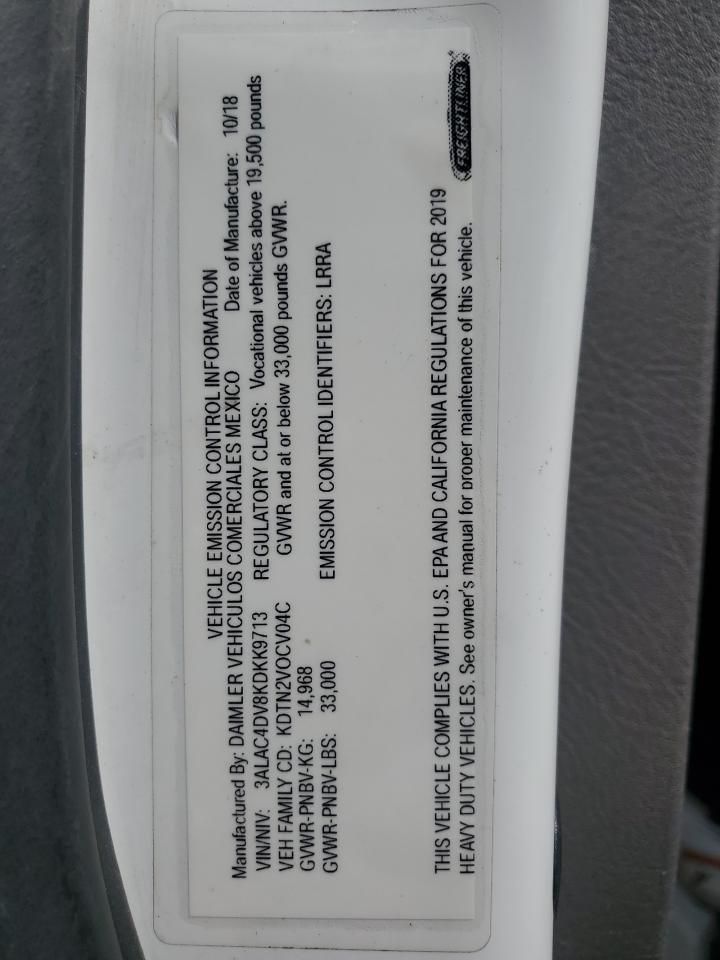 VEHICLE EMISSION CONTROL INFORMATION
Manufactured By: DAIMLER VEHICULOS COMERCIALES MEXICO Date of Manufacture: 10/18
VIN/NIV: 3ALAC4DV8KDKK9713 REGULATORY CLASS: Vocational vehicles above 19,500 pounds
VEH FAMILY CD: KDTN2VOCV04C GVWR and at or below 33,000 pounds GVWR.
GVWR-PNBV-KG: 14,968
GVWR-PNBV-LBS: 33,000 EMISSION CONTROL IDENTIFIERS: LRRA
THIS VEHICLE COMPLIES WITH U.S. EPA AND CALIFORNIA REGULATIONS FOR 2019
HEAVY DUTY VEHICLES. See owner's manual for proper maintenance of this vehicle.
FREIGHTLINER